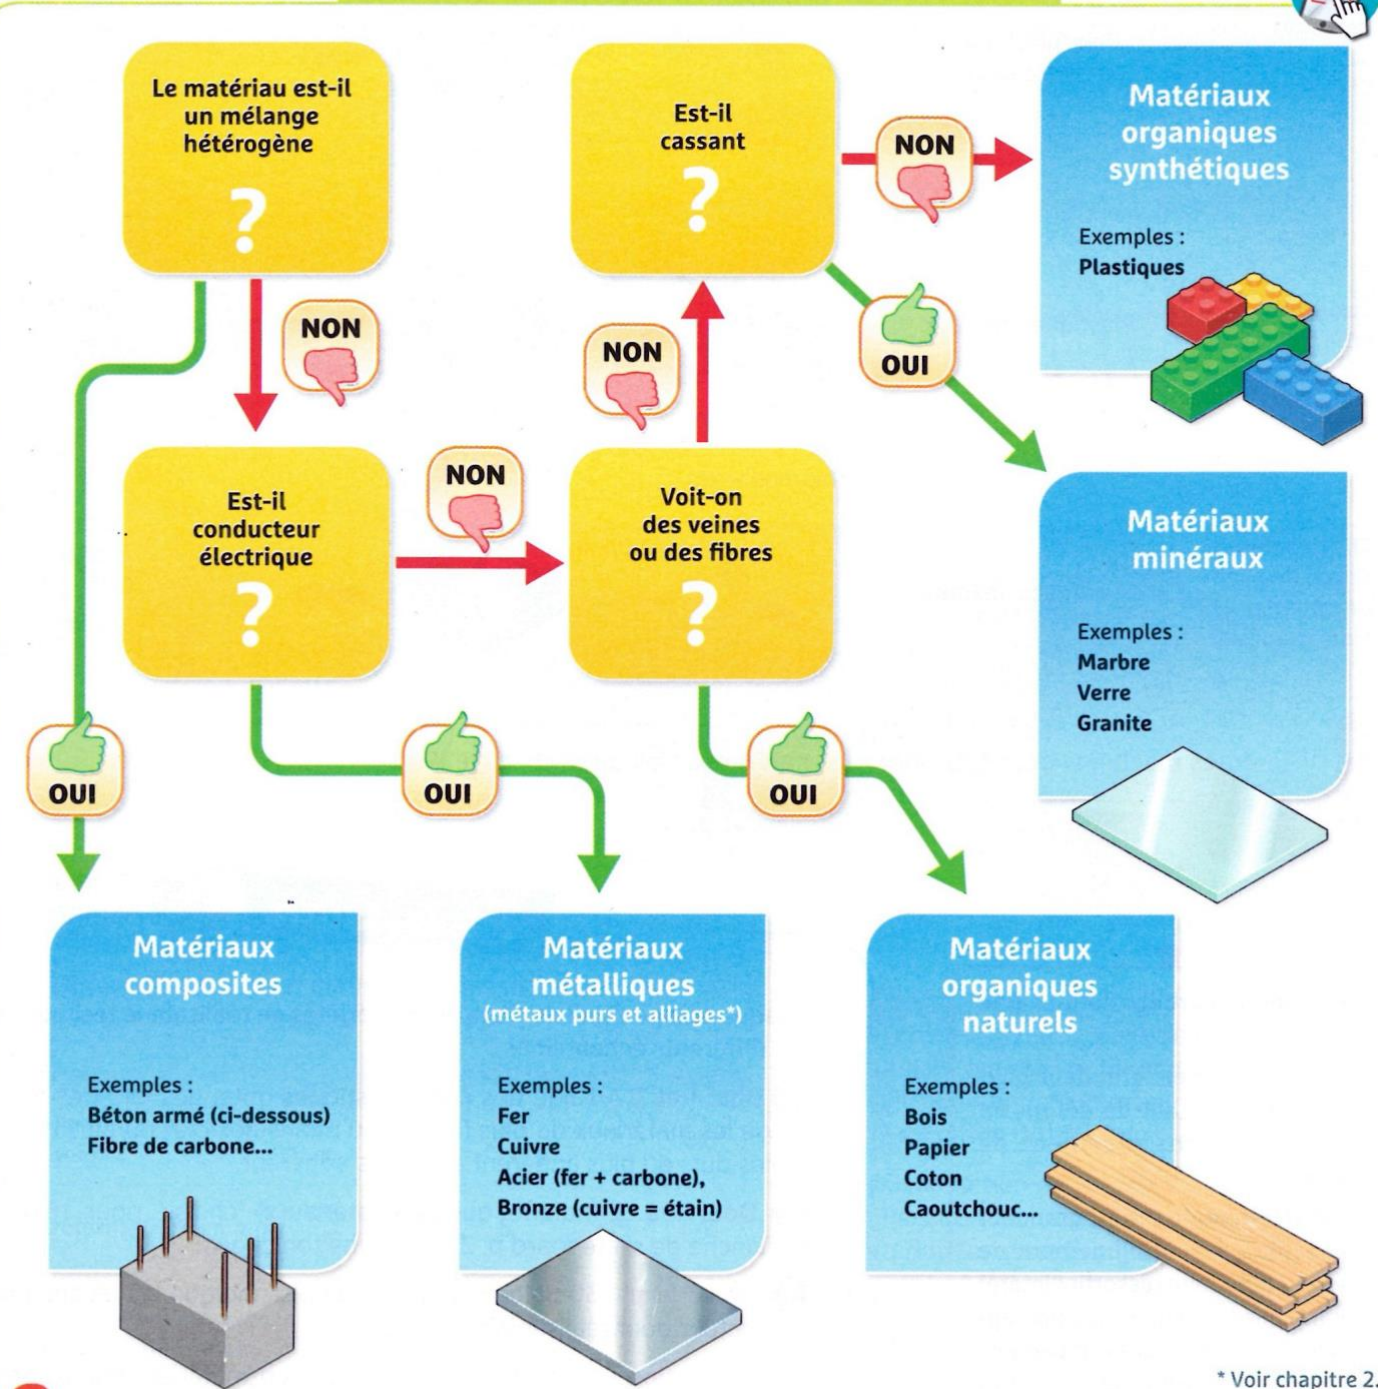 Le matériau est-il
un mélange
hétérogène
?
NON
OUI
Est-il
conducteur
électrique
?
NON
OUI
Voit-on
des veines
ou des fibres
?
NON
OUI
Est-il
cassant
?
NON
OUI
Matériaux
organiques
synthétiques
Exemples :
Plastiques
Matériaux
minéraux
Exemples :
Marbre
Verre
Granite
Matériaux
composites
Exemples :
Béton armé (ci-dessous)
Fibre de carbone...
Matériaux
métalliques
(métaux purs et alliages*)
Exemples :
Fer
Cuivre
Acier (fer + carbone),
Bronze (cuivre = étain)
Matériaux
organiques
naturels
Exemples :
Bois
Papier
Coton
Caoutchouc...
* Voir chapitre 2.